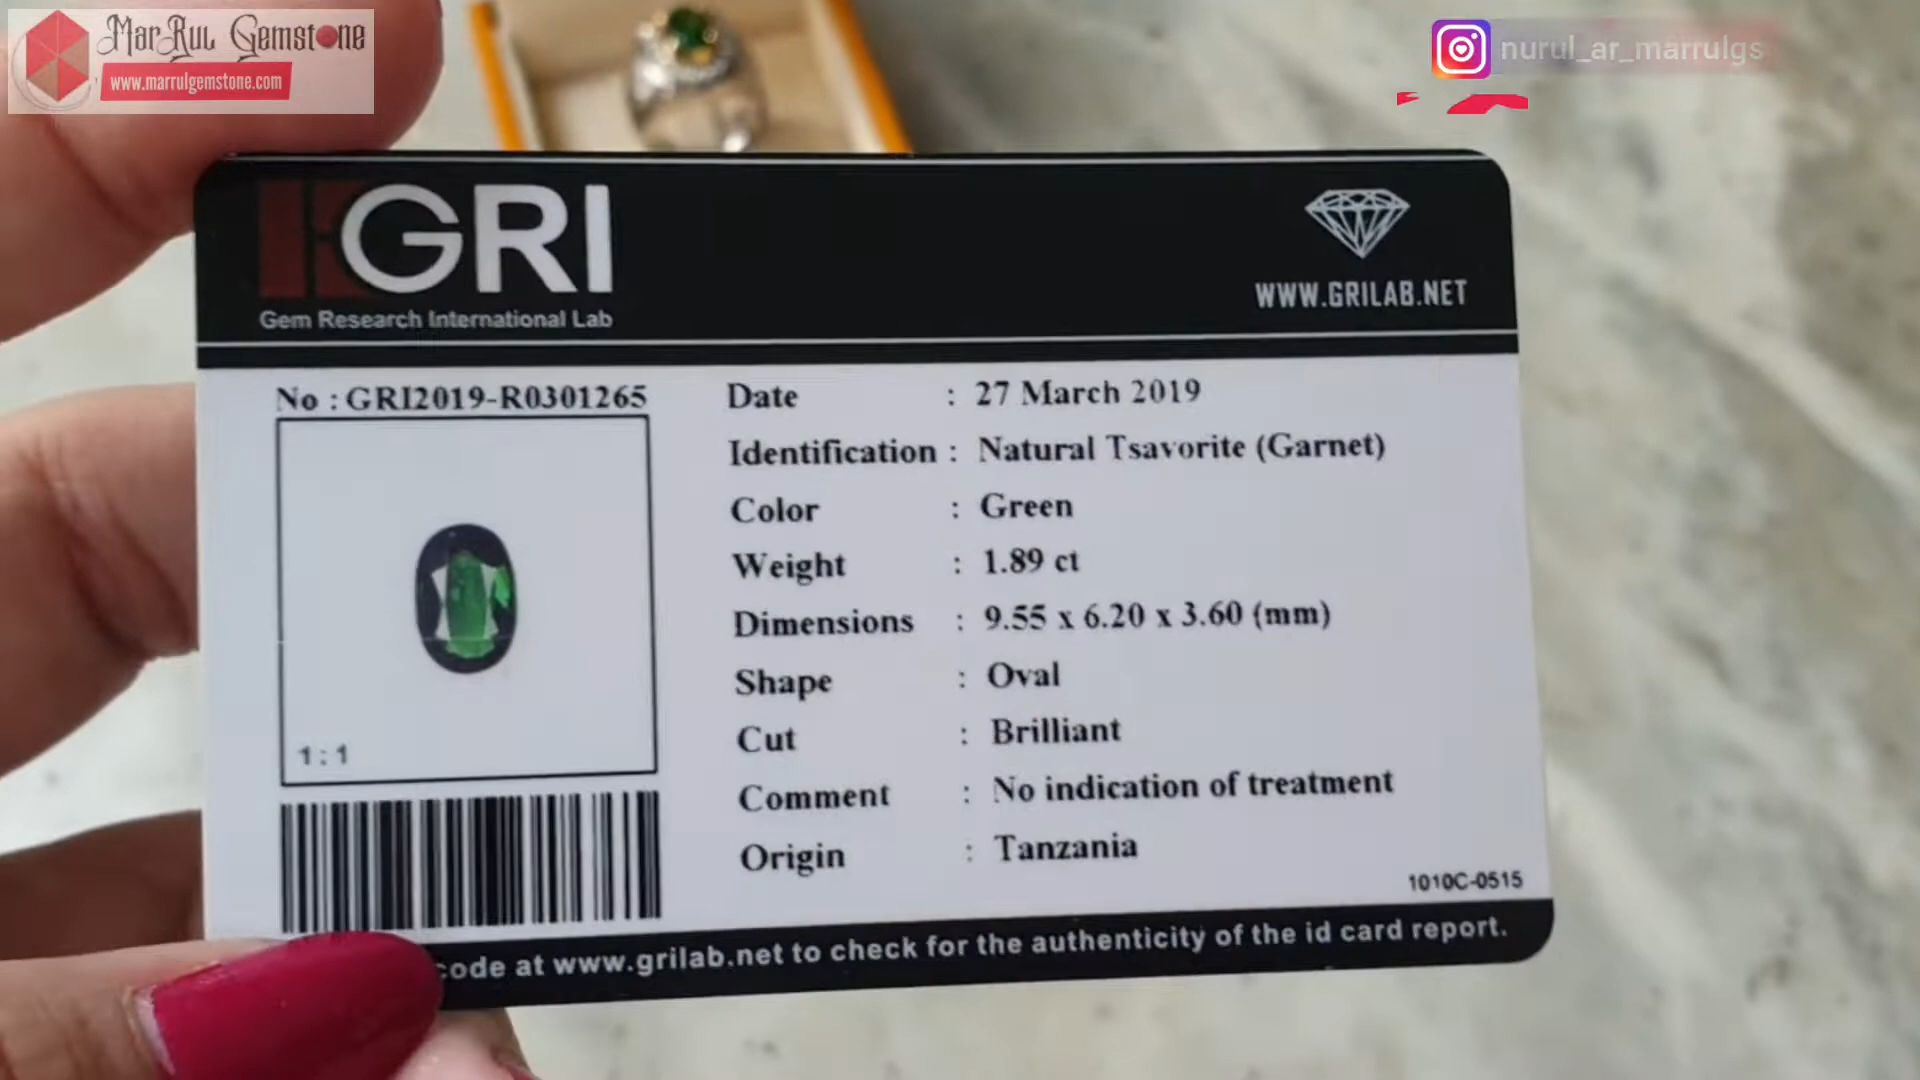 MarRul Gemstone
www.marrulgemstone.com
nurul_ar_marrulgs
GRI
Gem Research International Lab
WWW.GRILAB.NET
No : GRI2019-R0301265
1 : 1
Date : 27 March 2019
Identification : Natural Tsavorite (Garnet)
Color : Green
Weight : 1.89 ct
Dimensions : 9.55 x 6.20 x 3.60 (mm)
Shape : Oval
Cut : Brilliant
Comment : No indication of treatment
Origin : Tanzania
1010C-0515
code at www.grilab.net to check for the authenticity of the id card report.